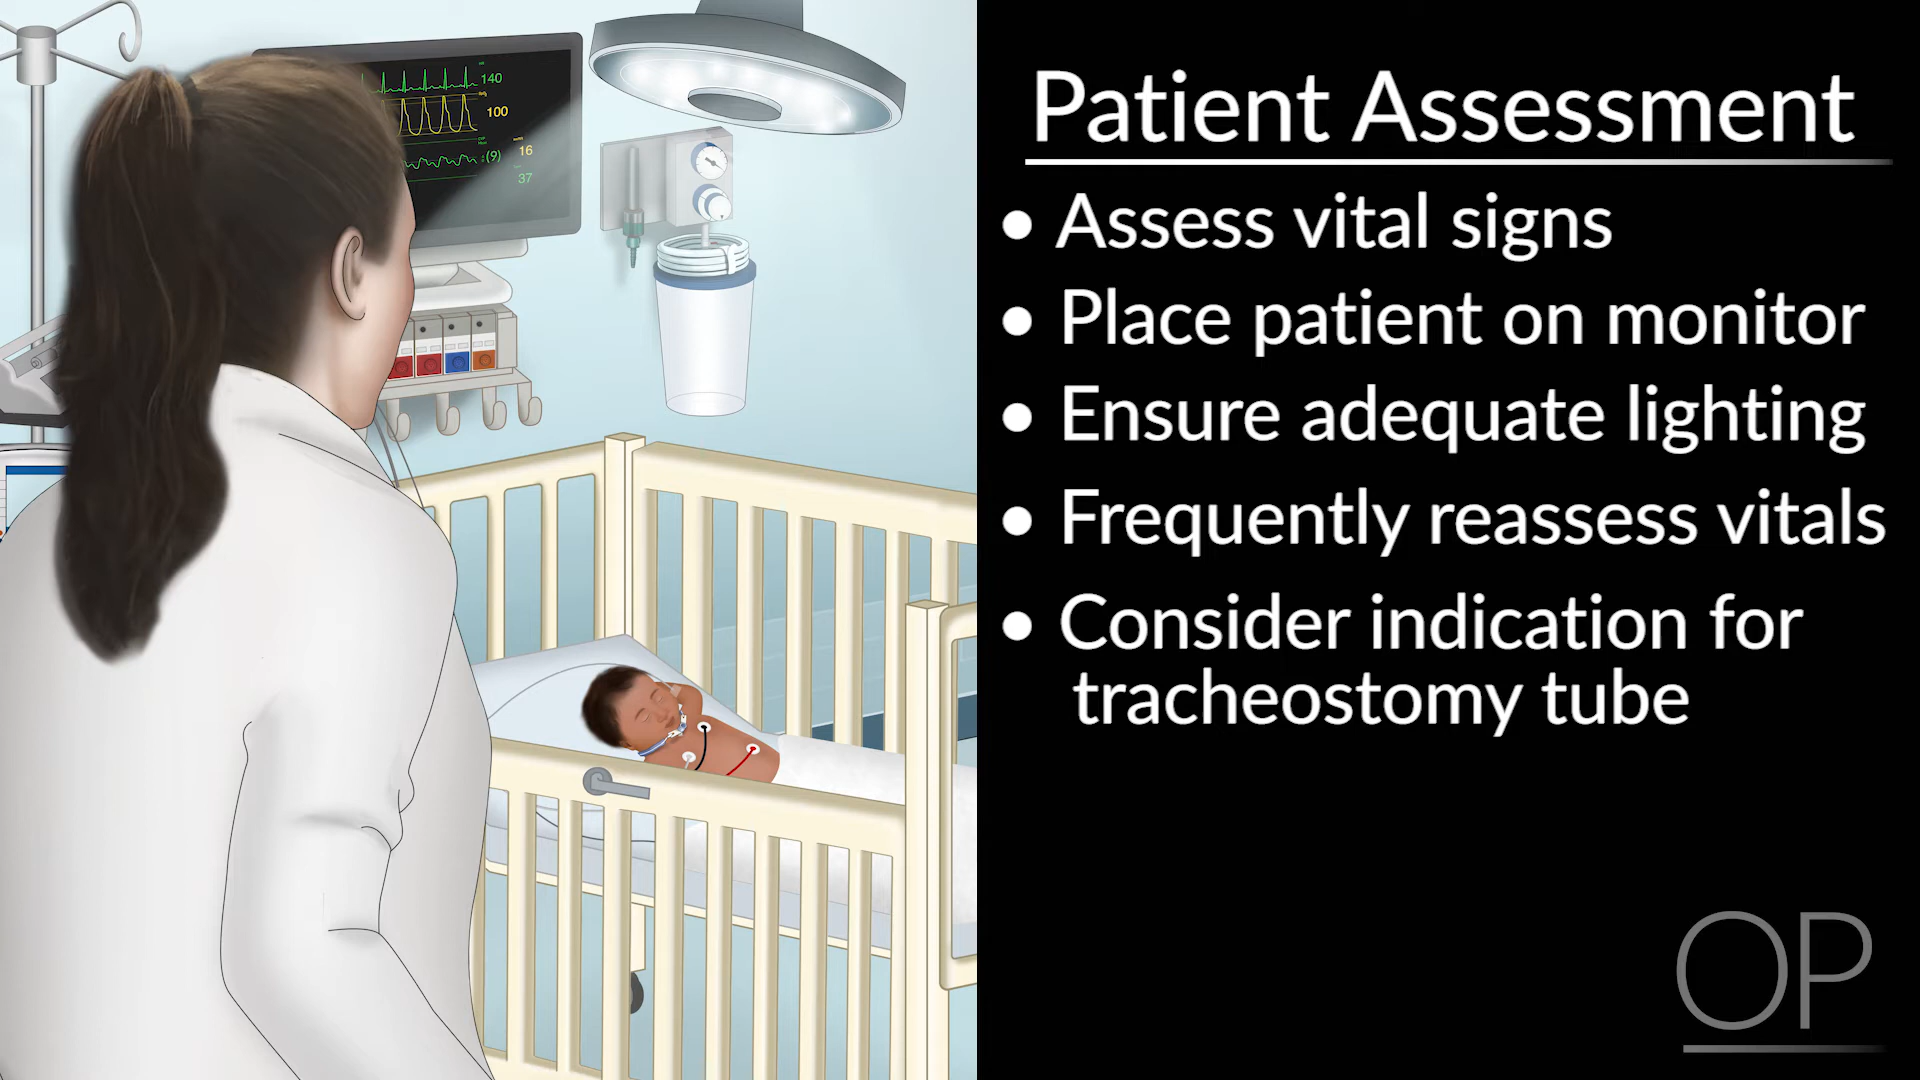 140
100
16
(9)
37
Patient Assessment
• Assess vital signs
• Place patient on monitor
• Ensure adequate lighting
• Frequently reassess vitals
• Consider indication for
tracheostomy tube
OP